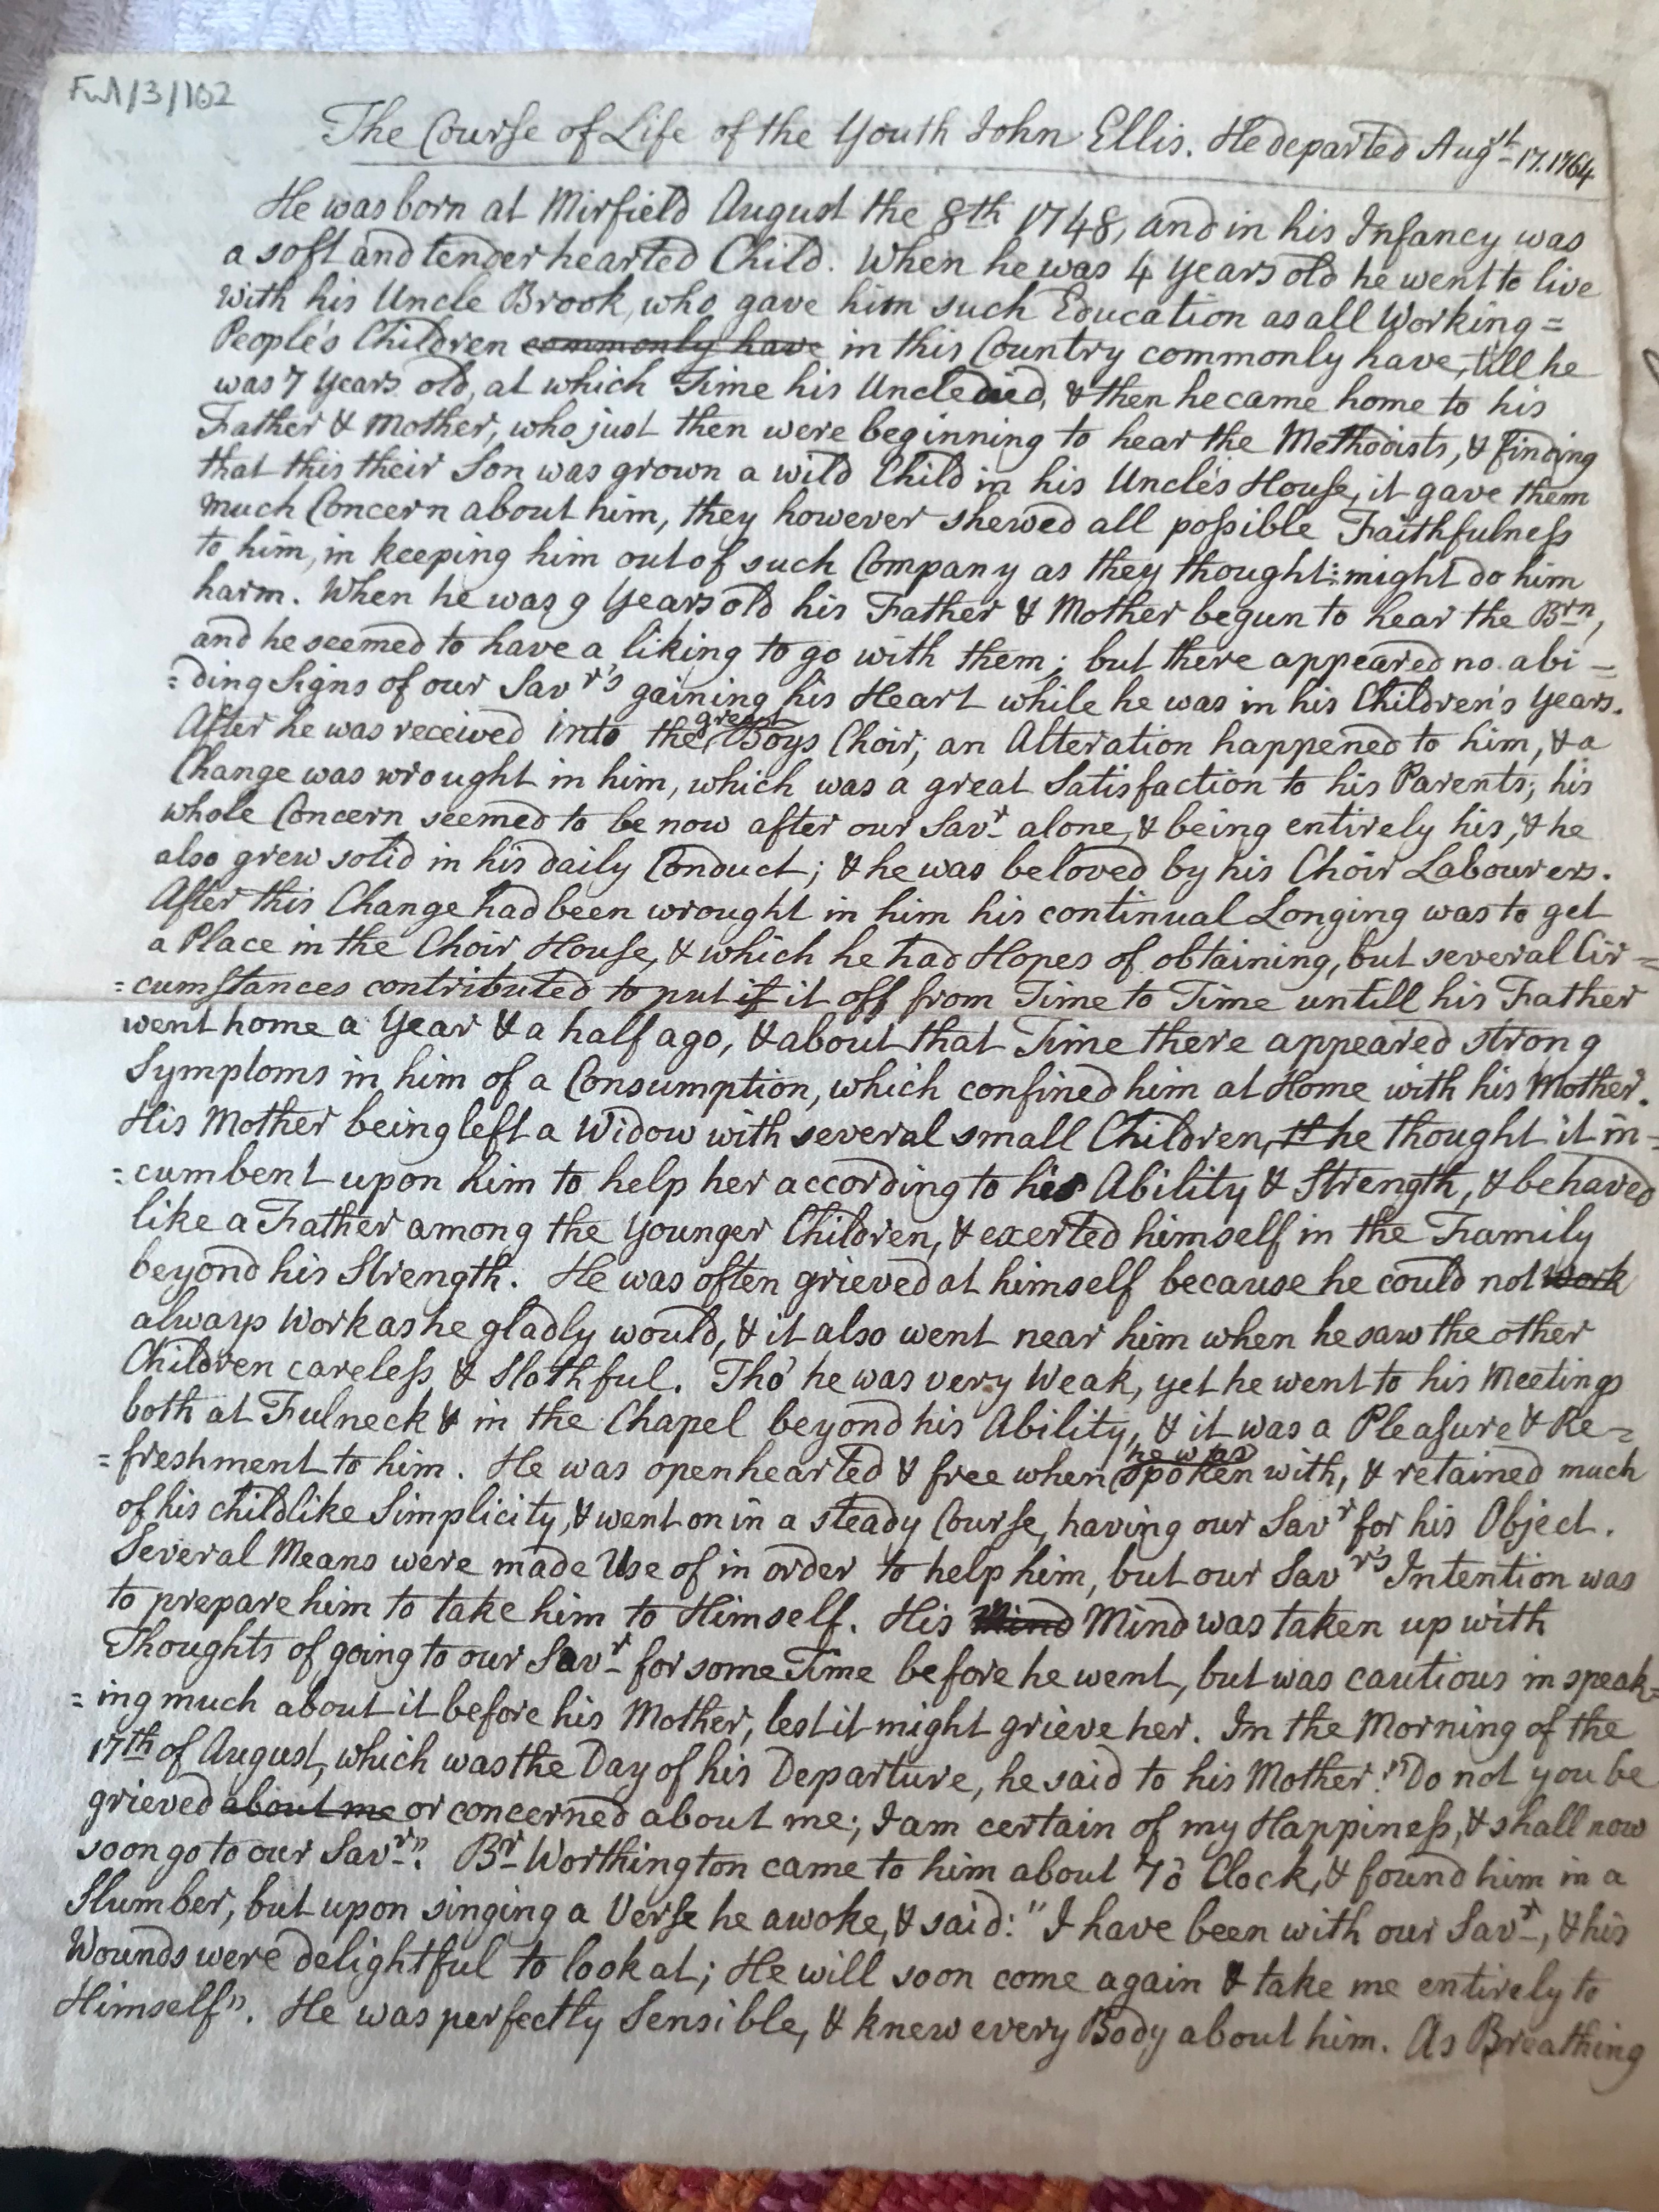 Ful/3/102
The Course of Life of the Youth John Ellis. He departed Augst 17. 1764
He was born at Mirfield August the 8th 1748, and in his Infancy was
a soft and tender hearted Child. When he was 4 Years old he went to live
with his Uncle Brook, who gave him such Education as all Working=
People's Children commonly have in this Country commonly have, till he
was 7 Years old, at which Time his Uncle died, & then he came home to his
Father & Mother, who just then were beginning to hear the Methodists, & finding
that this their Son was grown a wild Child in his Uncle's House, it gave them
much Concern about him, they however shewed all possible Faithfulness
to him, in keeping him out of such Company as they thought might do him
harm. When he was 9 Years old his Father & Mother begun to hear the Brn,
and he seemed to have a liking to go with them; but there appeared no abi=
=ding Signs of our Savr's gaining his Heart while he was in his Children's Years.
After he was received into the great Boys Choir, an Alteration happened to him, & a
Change was wrought in him, which was a great Satisfaction to his Parents; his
whole Concern seemed to be now after our Savr alone, & being entirely his, & he
also grew solid in his daily Conduct; & he was beloved by his Choir Labourers.
After this Change had been wrought in him his continual Longing was to get
a Place in the Choir House, & which he had Hopes of obtaining, but several Cir=
=cumstances contributed to put if it off from Time to Time untill his Father
went home a Year & a half ago, & about that Time there appeared strong
Symptoms in him of a Consumption, which confined him at Home with his Mother.
His Mother being left a Widow with several small Children, he thought it in=
=cumbent upon him to help her according to his Ability & Strength, & behaved
like a Father among the Younger Children, & exerted himself in the Family
beyond his Strength. He was often grieved at himself because he could not work
always Work as he gladly would, & it also went near him when he saw the other
Children careless & Slothful. Tho' he was very Weak, yet he went to his Meetings
both at Fulneck & in the Chapel beyond his Ability, & it was a Pleasure & Re=
=freshment to him. He was openhearted & free when he was spoken with, & retained much
of his childlike Simplicity, & went on in a steady Course, having our Savr for his Object.
Several Means were made Use of in order to help him, but our Savr's Intention was
to prepare him to take him to Himself. His Mind Mind was taken up with
Thoughts of going to our Savr for some Time before he went, but was cautious in speak=
=ing much about it before his Mother, lest it might grieve her. In the Morning of the
17th of August, which was the Day of his Departure, he said to his Mother: "Do not you be
grieved about me or concerned about me; I am certain of my Happiness, & shall now
soon go to our Savr". Br Worthington came to him about 7 o Clock, & found him in a
Slumber, but upon singing a Verse he awoke, & said: "I have been with our Savr, & his
Wounds were delightful to look at; He will soon come again & take me entirely to
Himself". He was perfectly Sensible, & knew every Body about him. As Breathing